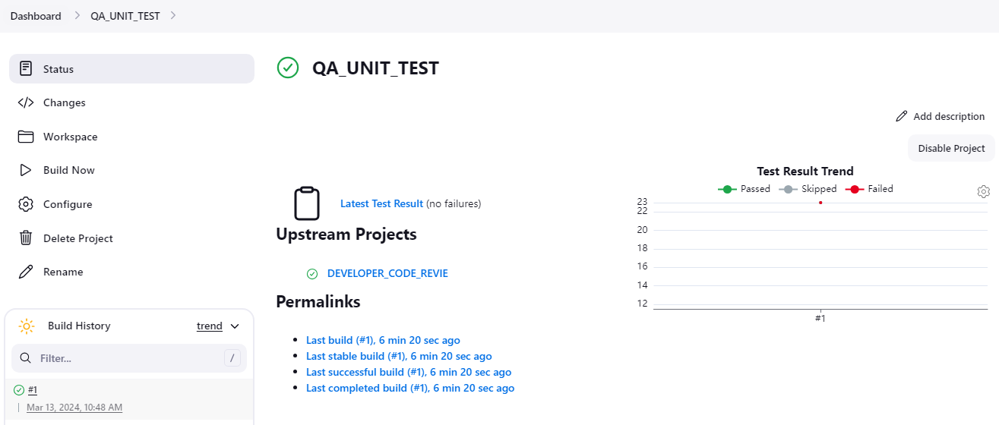 Dashboard > QA_UNIT_TEST >
Status
Changes
Workspace
Build Now
Configure
Delete Project
Rename
Build History trend
Filter... /
#1
Mar 13, 2024, 10:48 AM
QA_UNIT_TEST
Add description
Disable Project
Latest Test Result (no failures)
Upstream Projects
DEVELOPER_CODE_REVIE
Permalinks
Last build (#1), 6 min 20 sec ago
Last stable build (#1), 6 min 20 sec ago
Last successful build (#1), 6 min 20 sec ago
Last completed build (#1), 6 min 20 sec ago
Test Result Trend
Passed Skipped Failed
23
22
20
18
16
14
12
#1